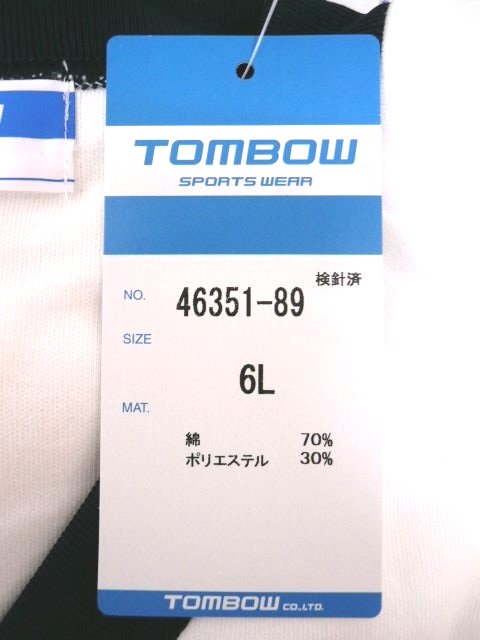 TOMBOW
SPORTS WEAR
検針済
NO. 46351-89
SIZE
6L
MAT.
綿 70%
ポリエステル 30%
TOMBOW CO.,LTD.